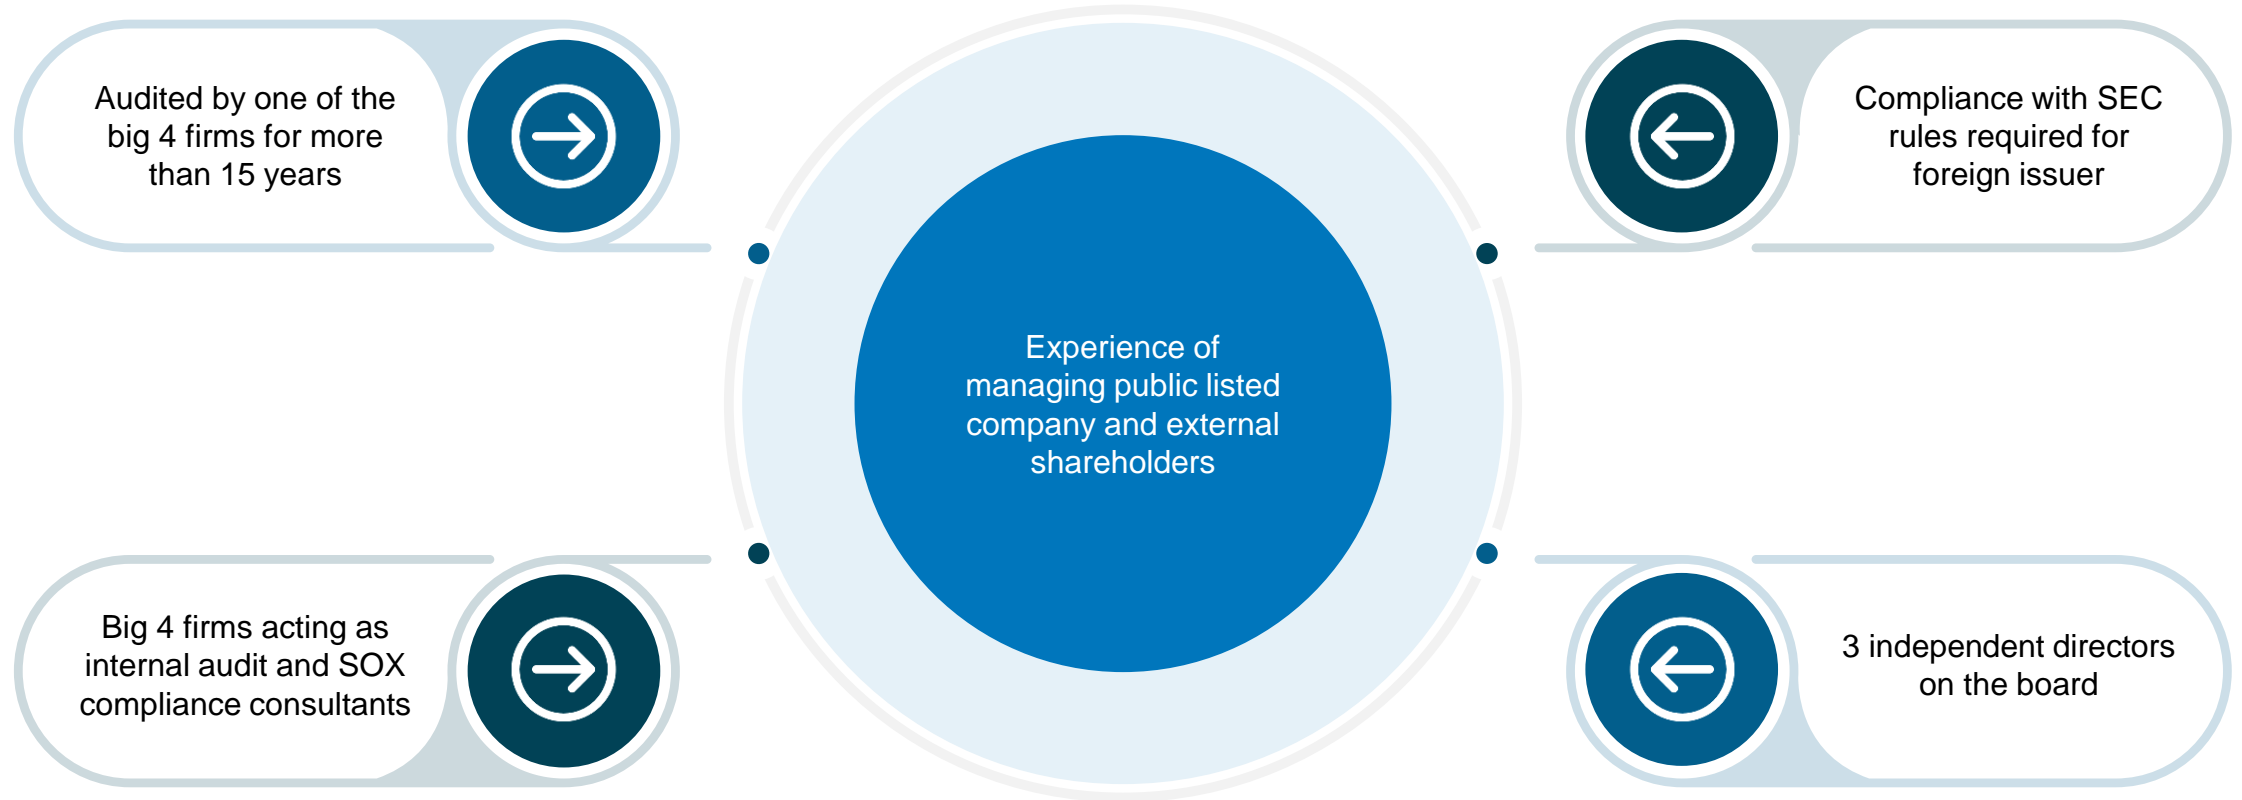 Audited by one of the
big 4 firms for more
than 15 years
Compliance with SEC
rules required for
foreign issuer
Experience of
managing public listed
company and external
shareholders
Big 4 firms acting as
internal audit and SOX
compliance consultants
3 independent directors
on the board